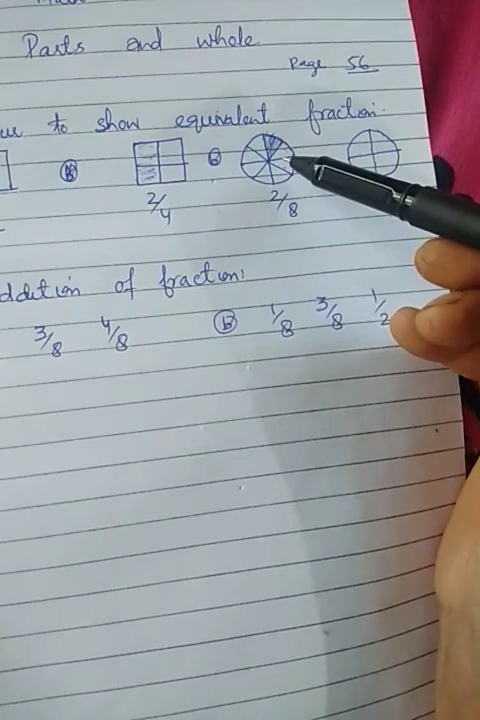 Parts and whole
Page 56
to show equivalent fraction.
B
2/4
2/8
of fraction:
3/8 4/8 B 1/8 3/8 1/2